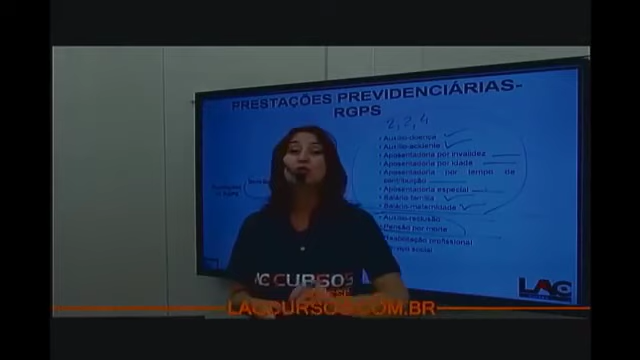 PRESTAÇÕES PREVIDENCIÁRIAS-
RGPS
2, 2, 4
• Auxílio-doença
• Auxílio-acidente
• Aposentadoria por invalidez
• Aposentadoria por idade
• Aposentadoria por tempo de
contribuição
• Aposentadoria especial
• Salário família
• Salário-maternidade
• Auxílio-reclusão
• Pensão por morte
Reabilitação profissional
social
LAC
CURSOS
LACCURSOS.COM.BR